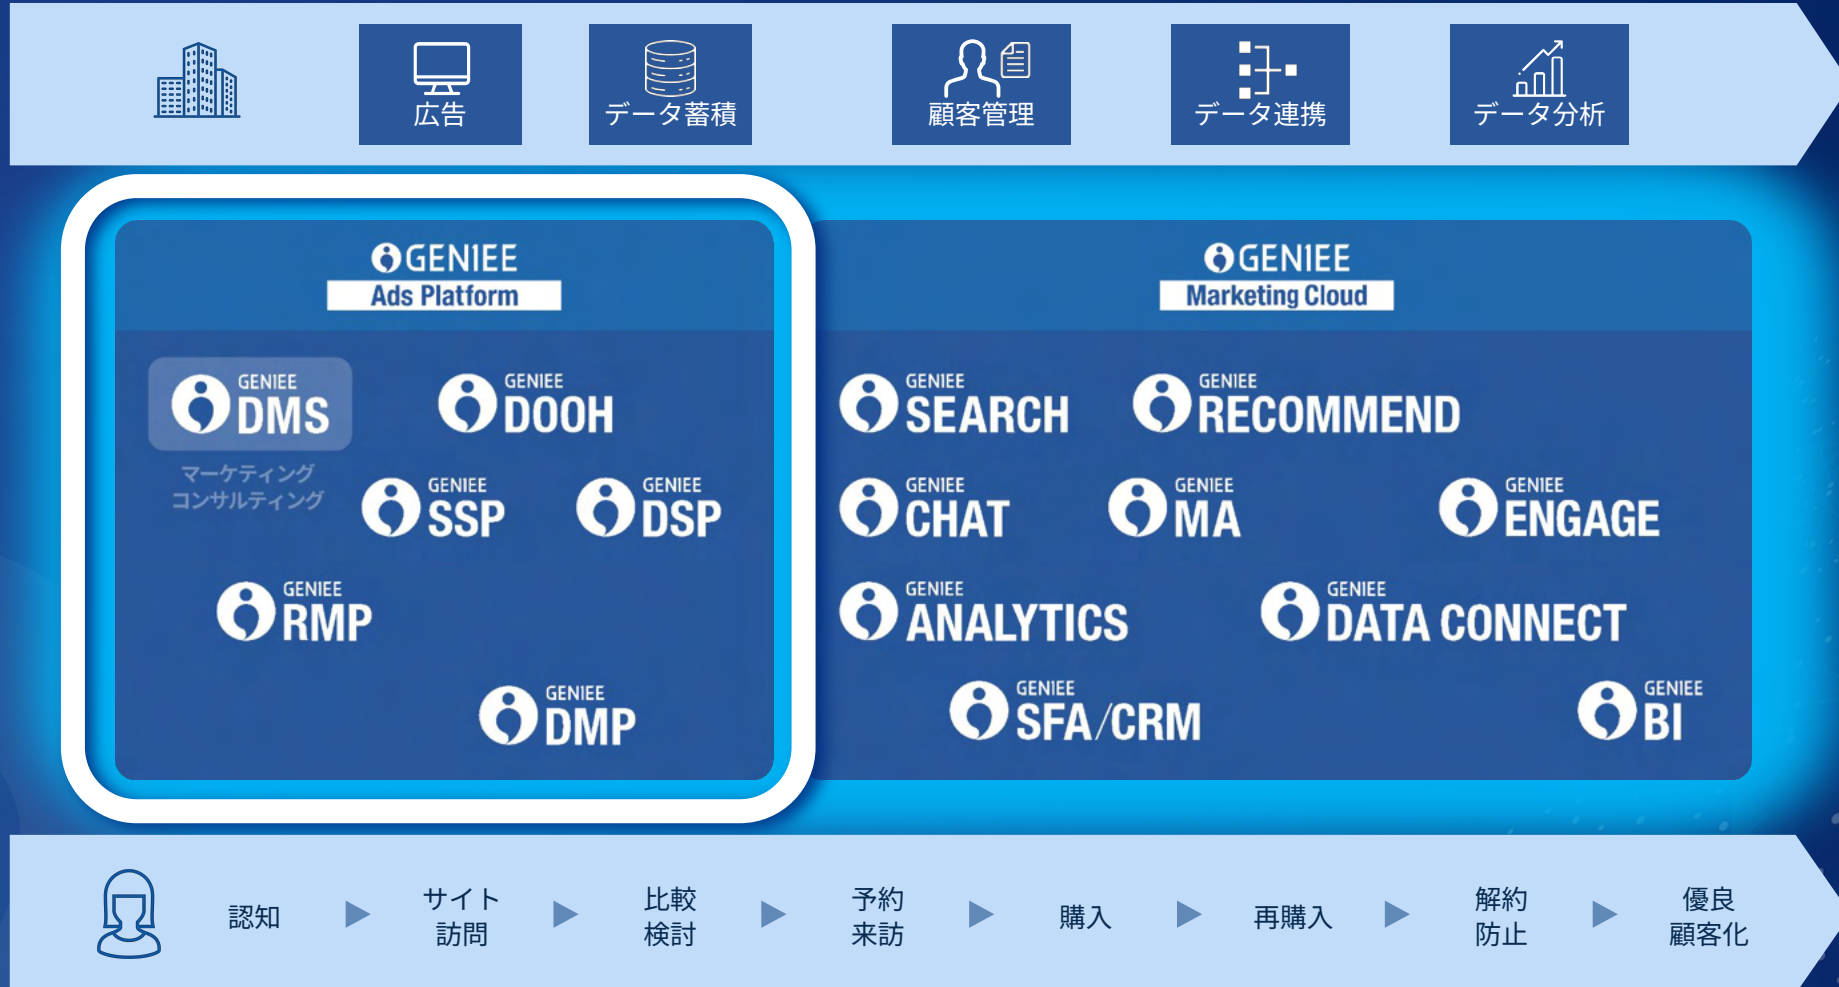 広告
データ蓄積
顧客管理
データ連携
データ分析
GENIEE
Ads Platform
GENIEE
DMS
マーケティング
コンサルティング
GENIEE
DOOH
GENIEE
SSP
GENIEE
DSP
GENIEE
RMP
GENIEE
DMP
GENIEE
Marketing Cloud
GENIEE
SEARCH
GENIEE
RECOMMEND
GENIEE
CHAT
GENIEE
MA
GENIEE
ENGAGE
GENIEE
ANALYTICS
GENIEE
DATA CONNECT
GENIEE
SFA/CRM
GENIEE
BI
認知
サイト
訪問
比較
検討
予約
来訪
購入
再購入
解約
防止
優良
顧客化